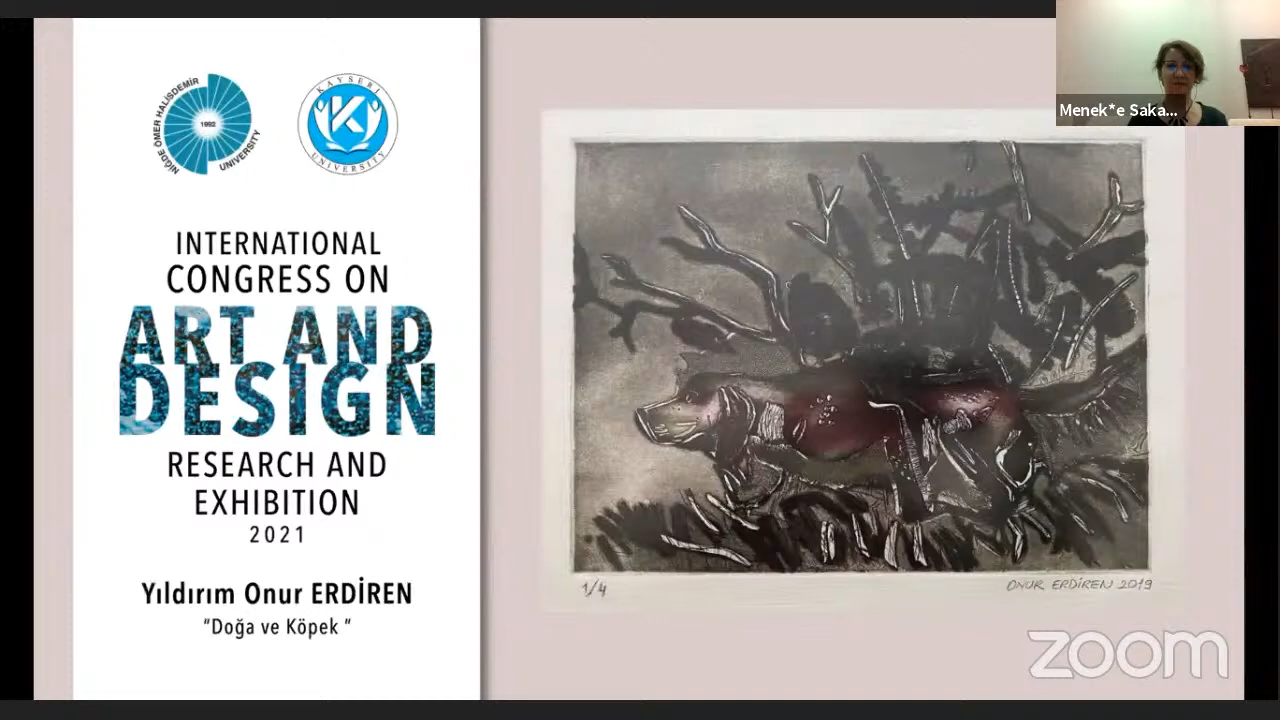 NİĞDE ÖMER HALİSDEMİR
UNIVERSITY
1992
KAYSERİ
K
UNIVERSITY
INTERNATIONAL
CONGRESS ON
ART AND
DESIGN
RESEARCH AND
EXHIBITION
2021
Yıldırım Onur ERDİREN
“Doğa ve Köpek “
1/4
ONUR ERDİREN 2019
Menek*e Saka...
zoom